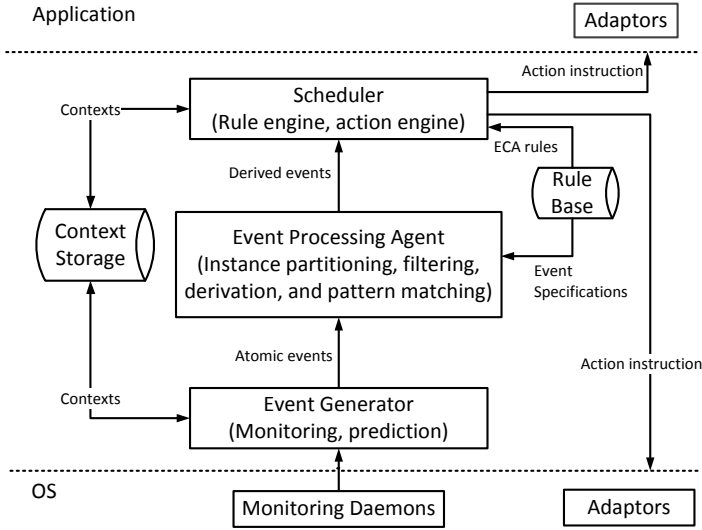 Application
Adaptors
Action instruction
Scheduler
(Rule engine, action engine)
Contexts
ECA rules
Derived events
Rule
Base
Context
Storage
Event Processing Agent
(Instance partitioning, filtering,
derivation, and pattern matching)
Event
Specifications
Atomic events
Action instruction
Contexts
Event Generator
(Monitoring, prediction)
OS
Monitoring Daemons
Adaptors